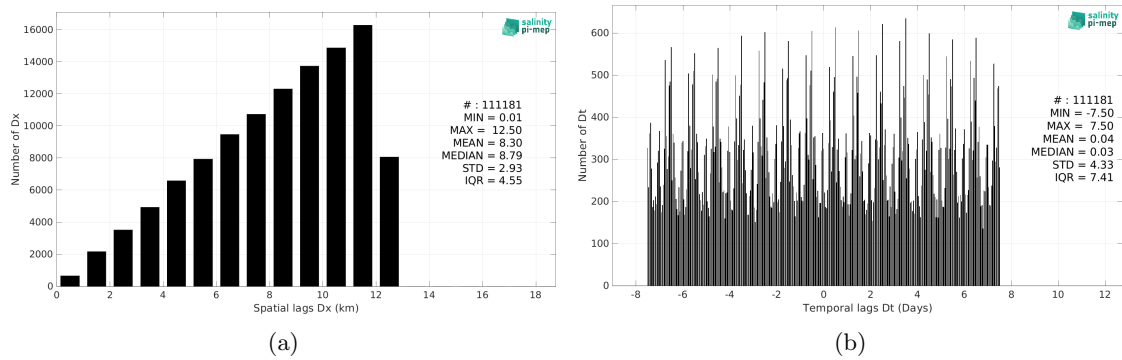 16000
14000
12000
10000
8000
6000
4000
2000
0
Number of Dx
0 2 4 6 8 10 12 14 16 18
Spatial lags Dx (km)
salinity
pi-mep
# : 111181
MIN = 0.01
MAX = 12.50
MEAN = 8.30
MEDIAN = 8.79
STD = 2.93
IQR = 4.55
(a)
600
500
400
300
200
100
0
Number of Dt
-8 -6 -4 -2 0 2 4 6 8 10 12
Temporal lags Dt (Days)
salinity
pi-mep
# : 111181
MIN = -7.50
MAX = 7.50
MEAN = 0.04
MEDIAN = 0.03
STD = 4.33
IQR = 7.41
(b)